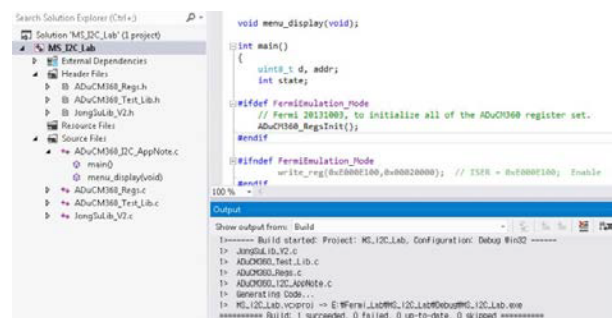 Search Solution Explorer (Ctrl+;)
Solution 'MS_I2C_Lab' (1 project)
MS_I2C_Lab
External Dependencies
Header Files
ADuCM360_Regs.h
ADuCM360_Test_Lib.h
JongSuLib_V2.h
Resource Files
Source Files
ADuCM360_I2C_AppNote.c
main()
menu_display(void)
ADuCM360_Regs.c
ADuCM360_Test_Lib.c
JongSuLib_V2.c
void menu_display(void);
int main()
{
uint8_t d, addr;
int state;
#ifdef FermiEmulation_Mode
// Fermi 20131003, to initialize all of the ADuCM360 register set.
ADuCM360_RegsInit();
#endif
#ifndef FermiEmulation_Mode
write_reg(0xE000E100,0x00020000); // ISER = 0xE000E100; Enable
#endif
100 %
Output
Show output from: Build
1>------ Build started: Project: MS_I2C_Lab, Configuration: Debug Win32 ------
1> JongSuLib_V2.c
1> ADuCM360_Test_Lib.c
1> ADuCM360_Regs.c
1> ADuCM360_I2C_AppNote.c
1> Generating Code...
1> MS_I2C_Lab.vcxproj -> E:₩Fermi_Lab₩MS_I2C_Lab₩Debug₩MS_I2C_Lab.exe
========== Build: 1 succeeded, 0 failed, 0 up-to-date, 0 skipped ==========